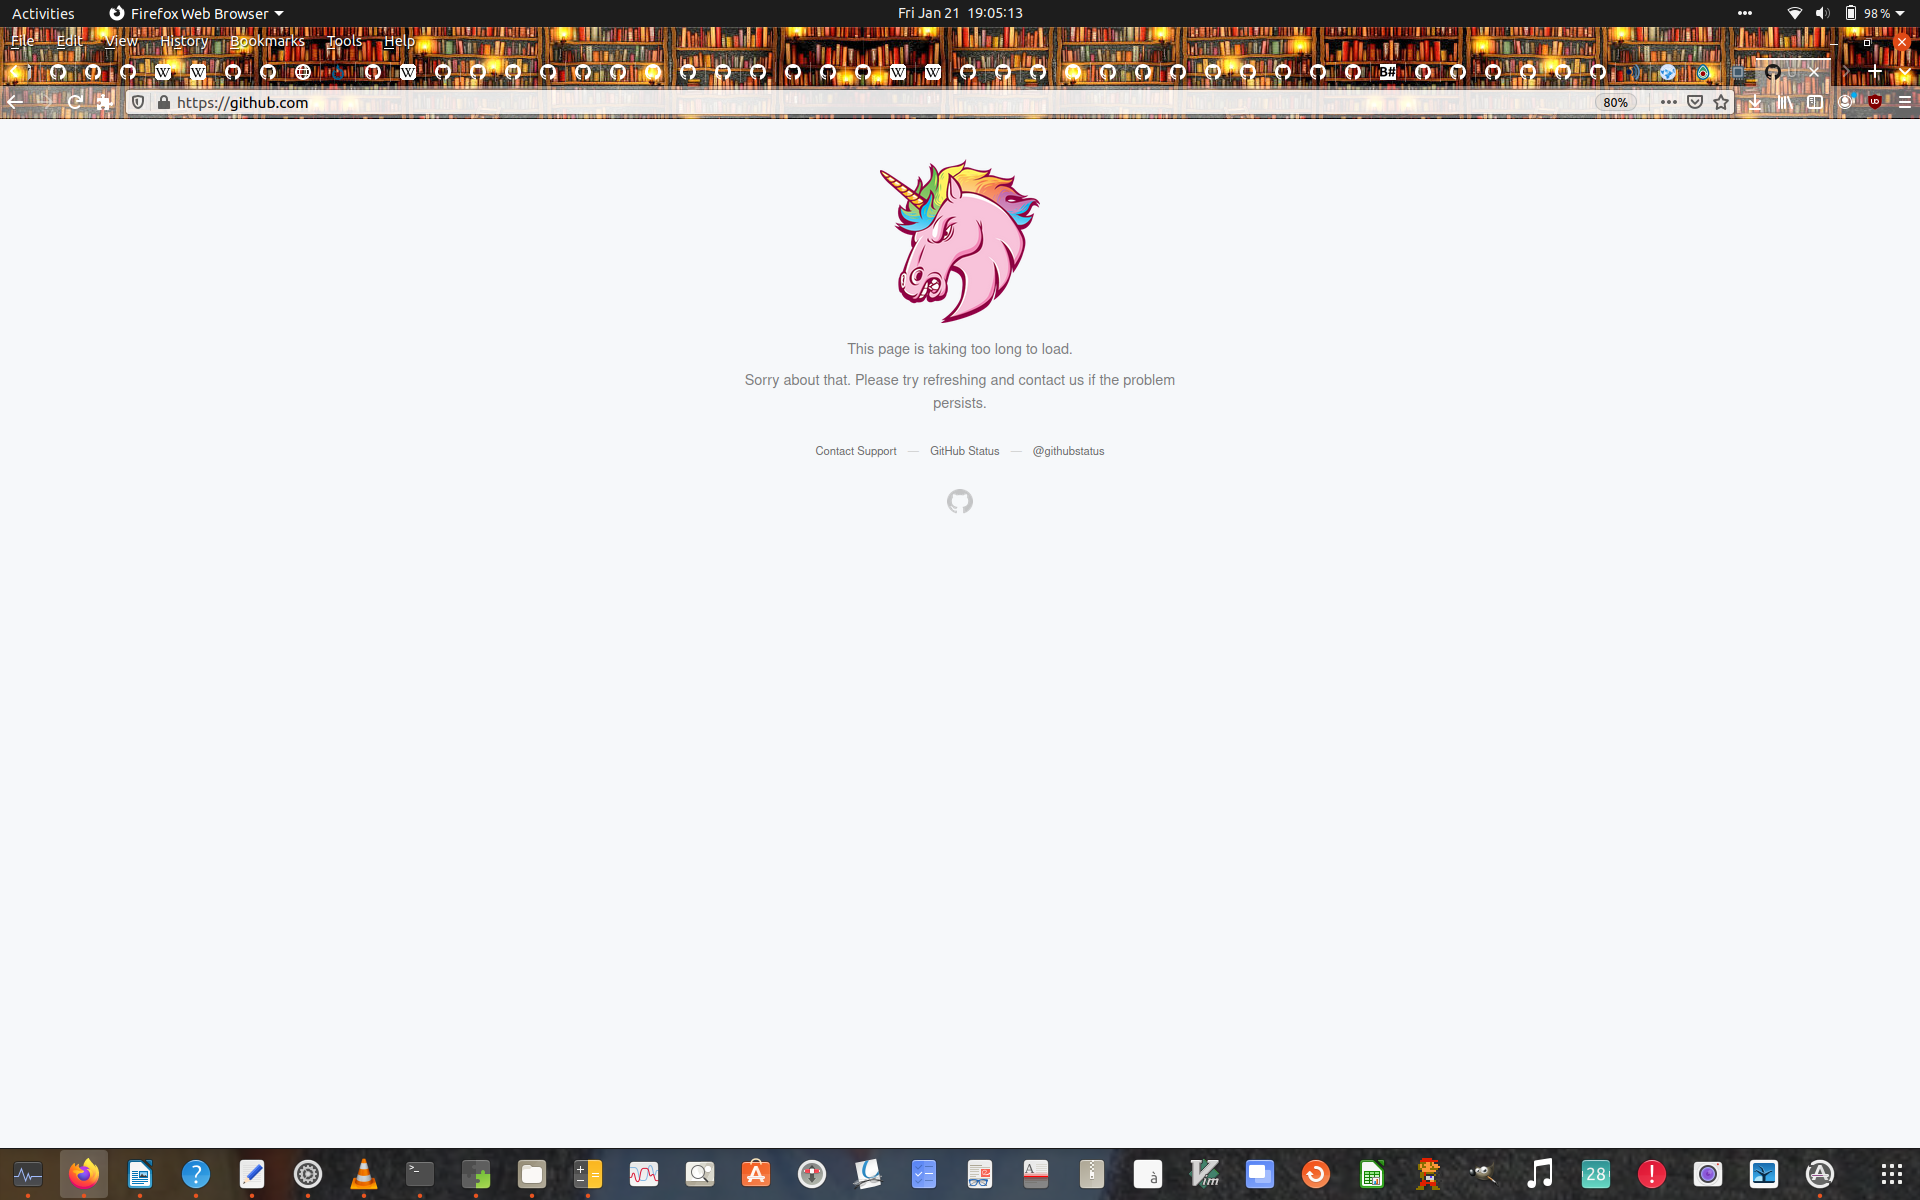 Activities
Firefox Web Browser
Fri Jan 21 19:05:13
98 %
File Edit View History Bookmarks Tools Help
W W W W W B#
https://github.com
80%
This page is taking too long to load.
Sorry about that. Please try refreshing and contact us if the problem
persists.
Contact Support — GitHub Status — @githubstatus
28